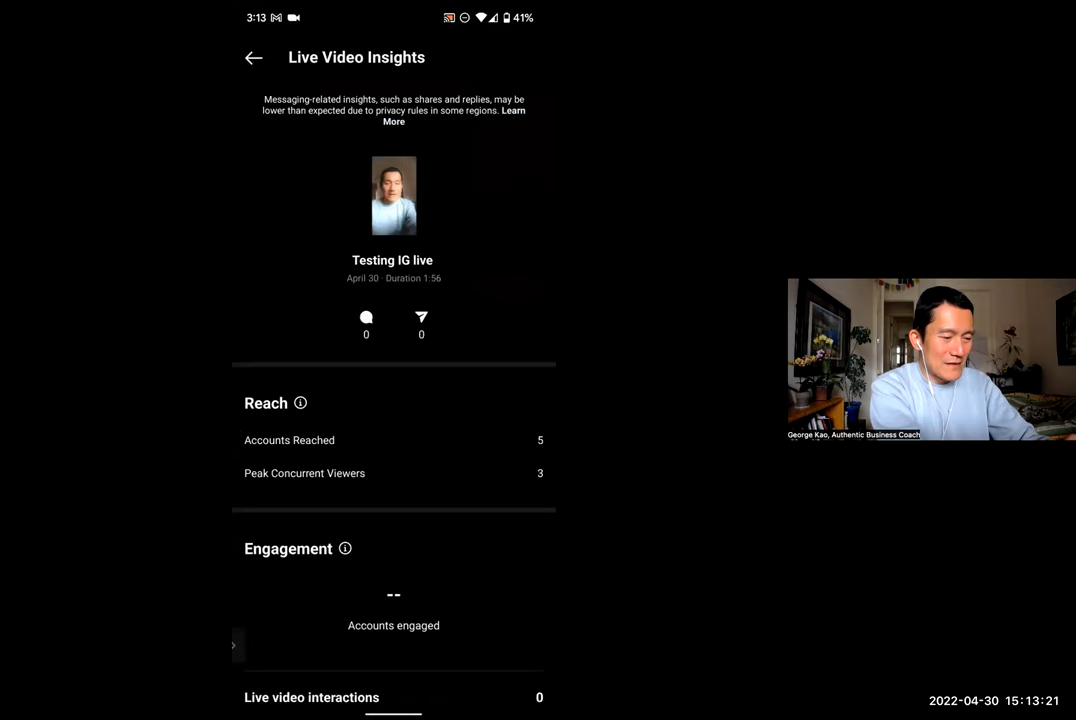 3:13
41%
Live Video Insights
Messaging-related insights, such as shares and replies, may be
lower than expected due to privacy rules in some regions. Learn
More
Testing IG live
April 30 · Duration 1:56
0 0
Reach
Accounts Reached 5
Peak Concurrent Viewers 3
Engagement
--
Accounts engaged
Live video interactions 0
George Kao, Authentic Business Coach
2022-04-30 15:13:21